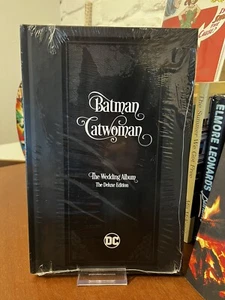 Batman
Catwoman
The Wedding Album
The Deluxe Edition
DC
ELMORE LEONARD'S